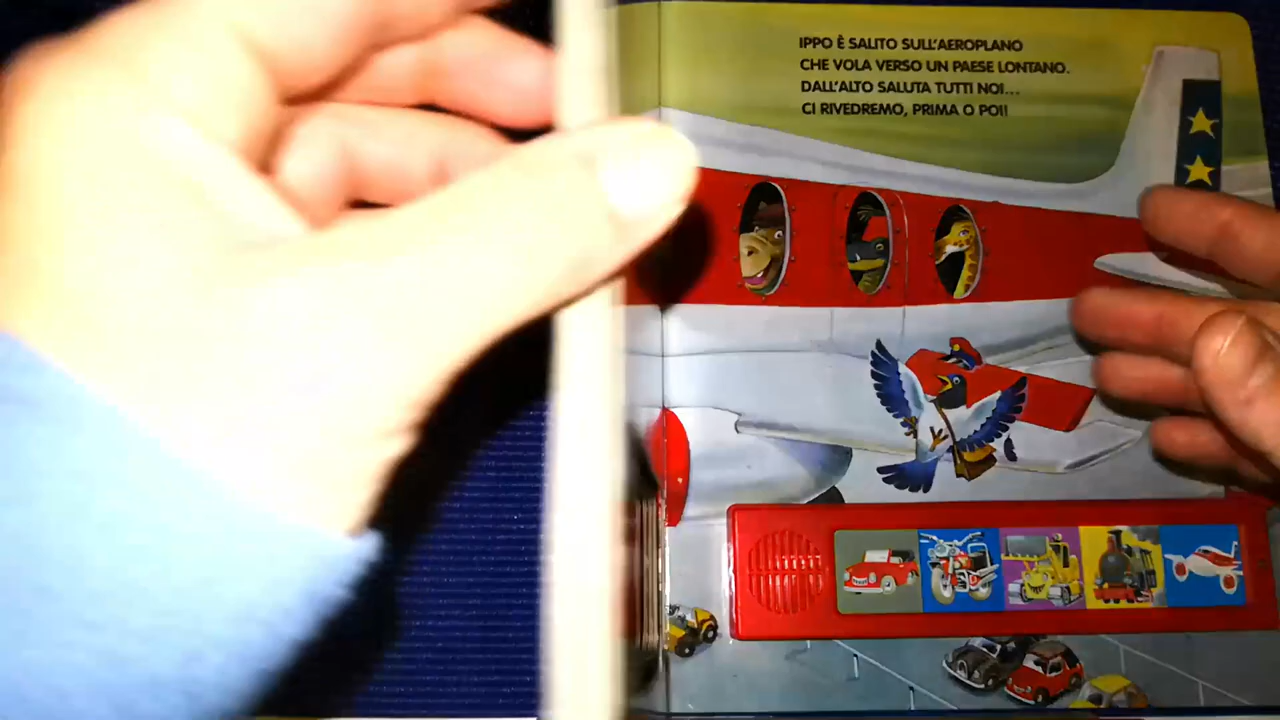 IPPO È SALITO SULL'AEROPLANO
CHE VOLA VERSO UN PAESE LONTANO.
DALL'ALTO SALUTA TUTTI NOI...
CI RIVEDREMO, PRIMA O POI!